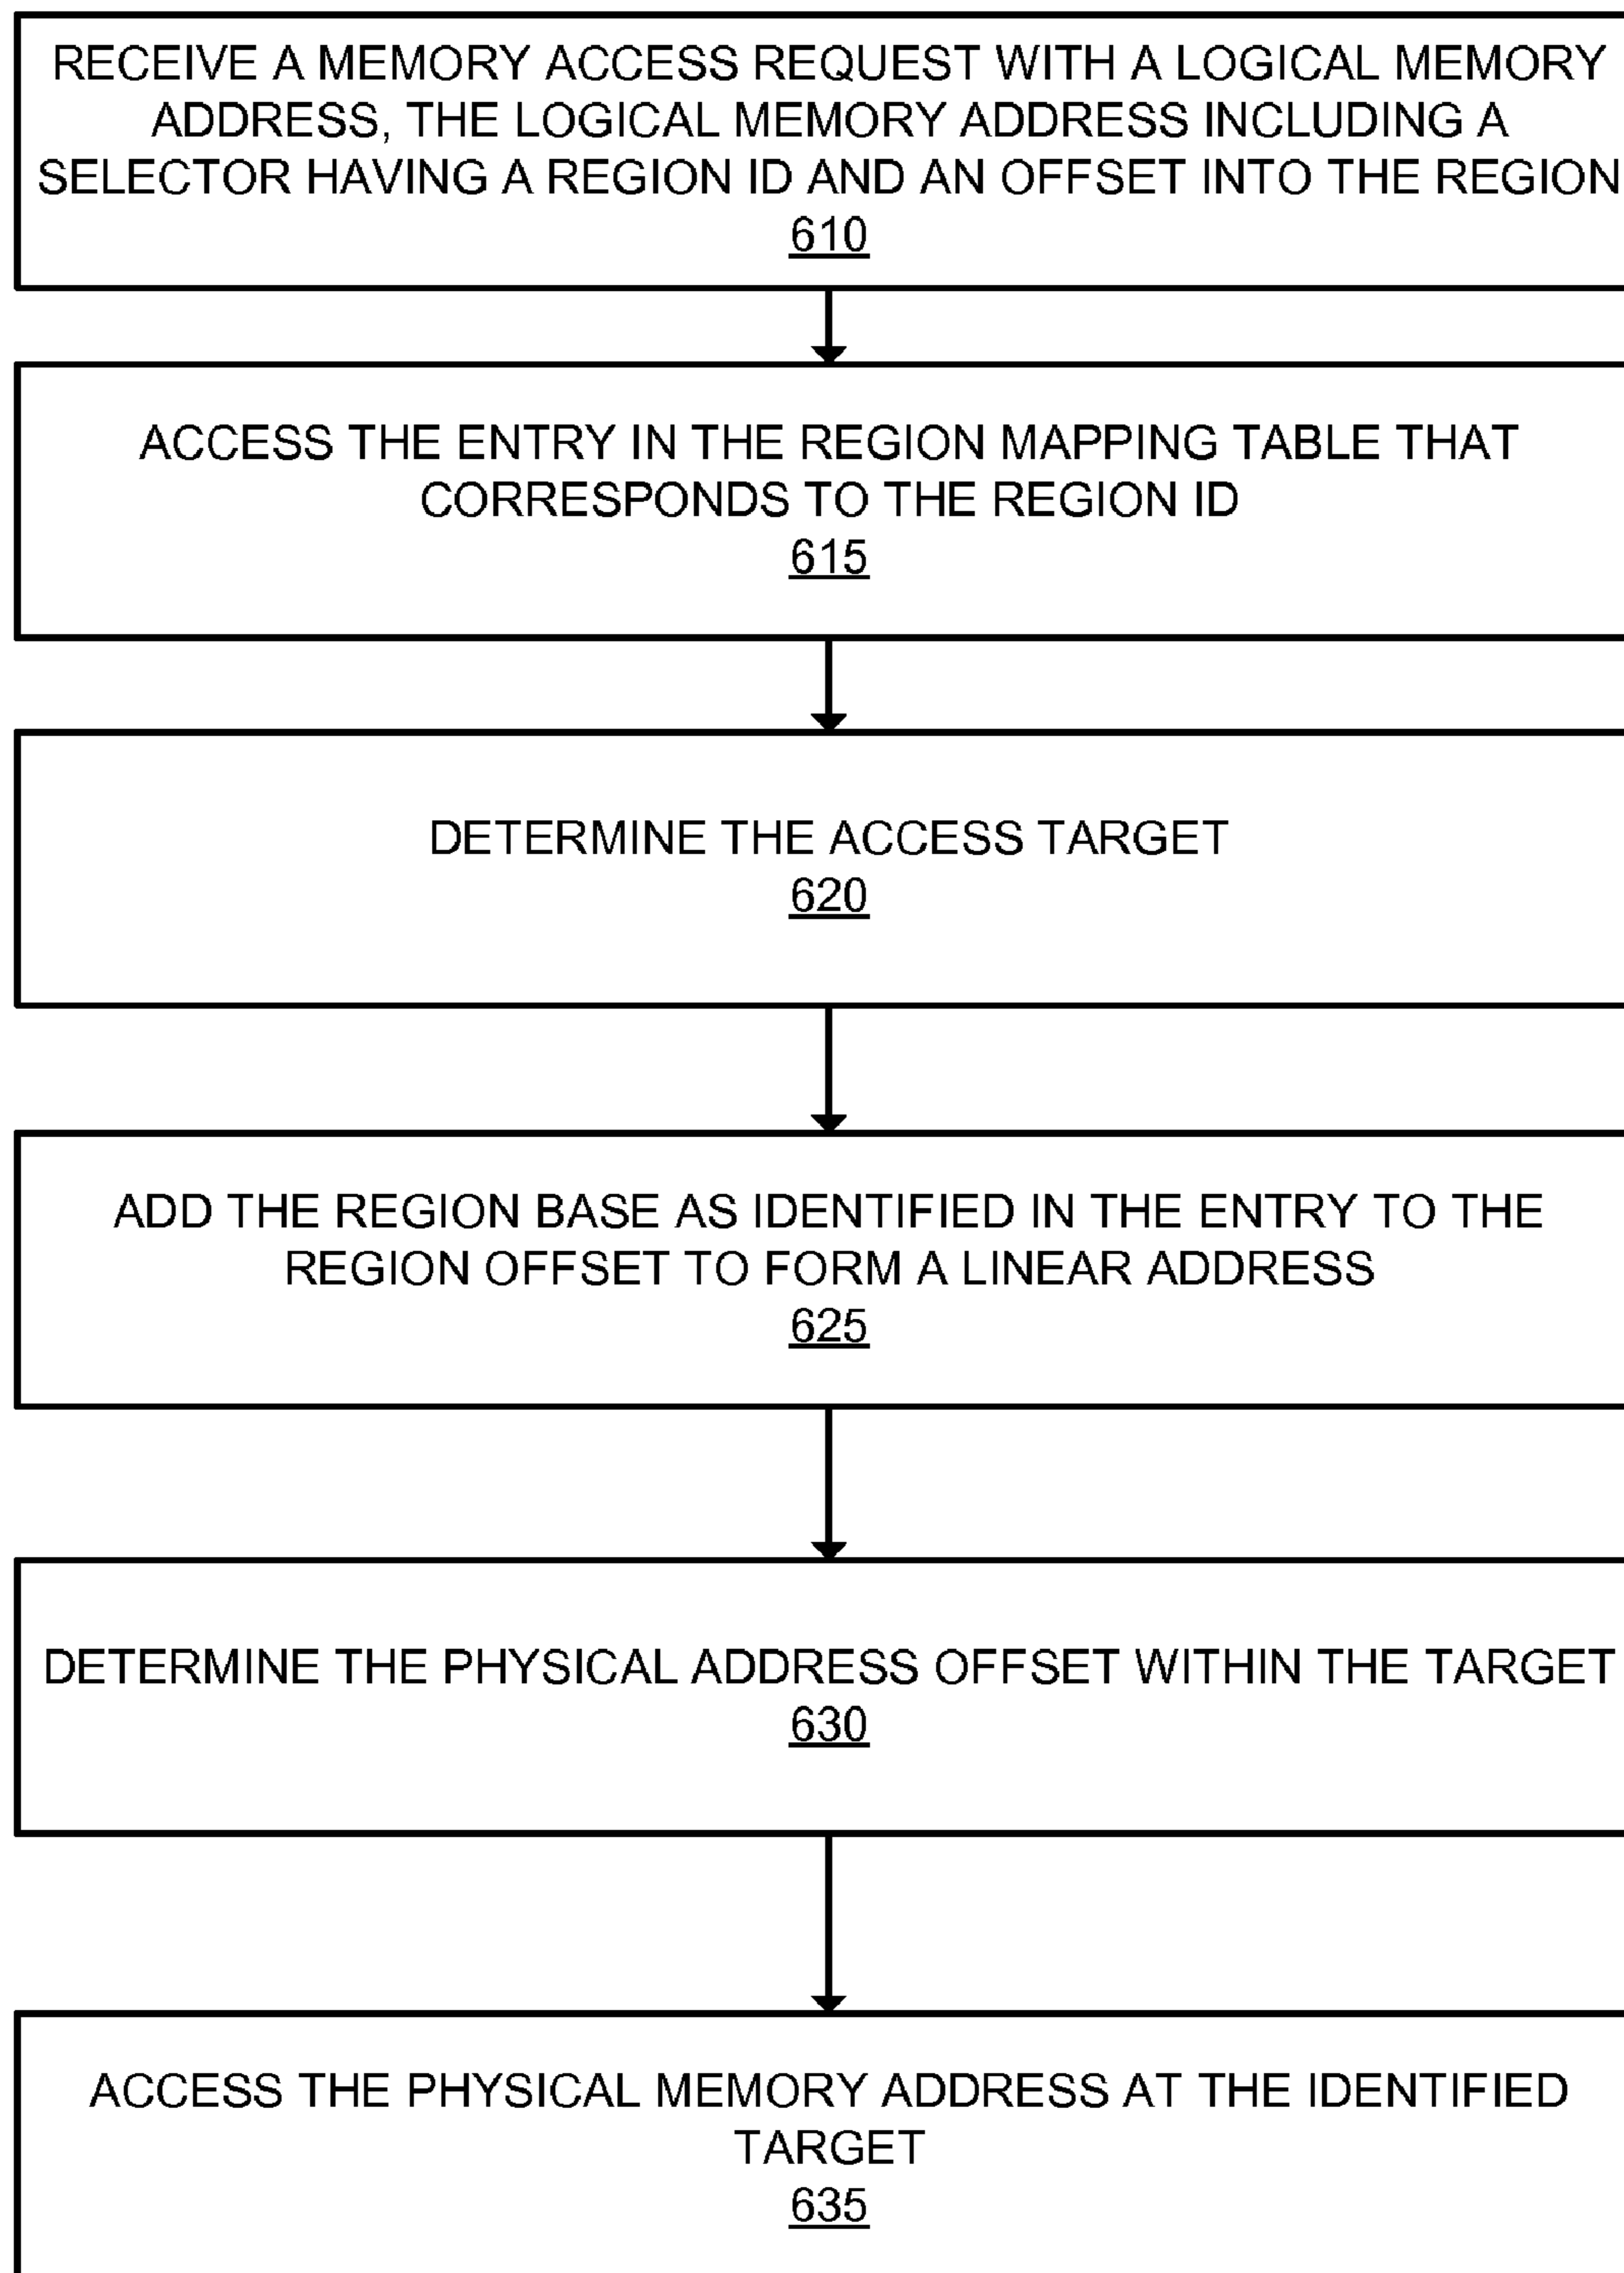 RECEIVE A MEMORY ACCESS REQUEST WITH A LOGICAL MEMORY
ADDRESS, THE LOGICAL MEMORY ADDRESS INCLUDING A
SELECTOR HAVING A REGION ID AND AN OFFSET INTO THE REGION
610
ACCESS THE ENTRY IN THE REGION MAPPING TABLE THAT
CORRESPONDS TO THE REGION ID
615
DETERMINE THE ACCESS TARGET
620
ADD THE REGION BASE AS IDENTIFIED IN THE ENTRY TO THE
REGION OFFSET TO FORM A LINEAR ADDRESS
625
DETERMINE THE PHYSICAL ADDRESS OFFSET WITHIN THE TARGET
630
ACCESS THE PHYSICAL MEMORY ADDRESS AT THE IDENTIFIED
TARGET
635